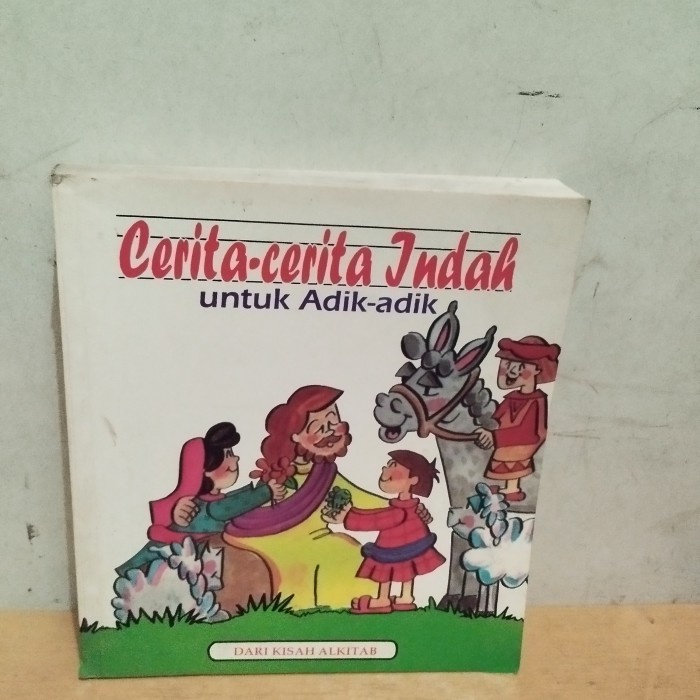 Cerita-cerita Indah
untuk Adik-adik
DARI KISAH ALKITAB